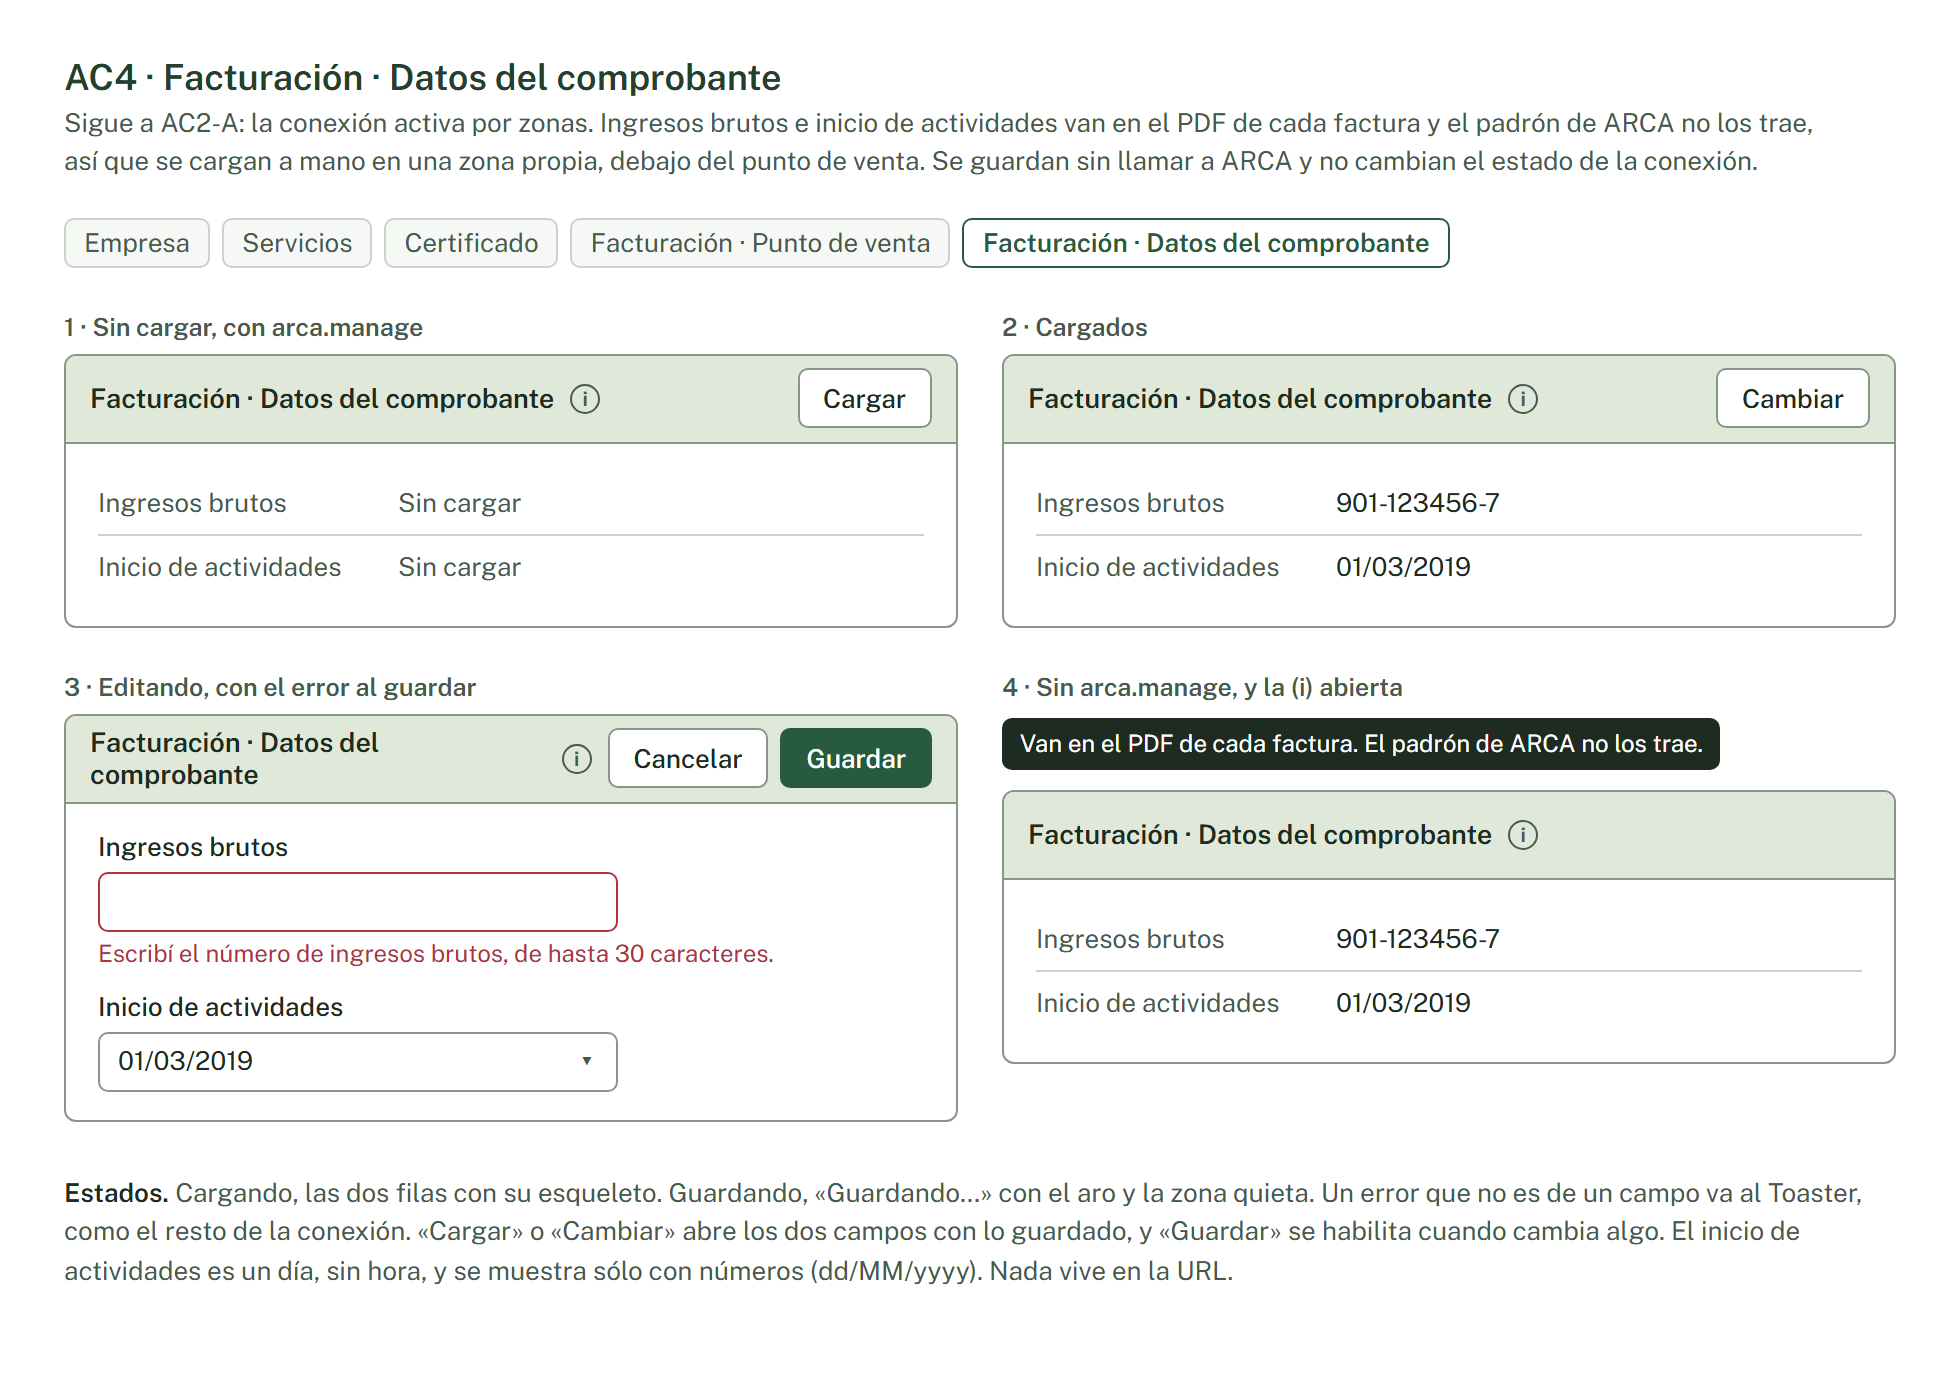 AC4 · Facturación · Datos del comprobante
Sigue a AC2-A: la conexión activa por zonas. Ingresos brutos e inicio de actividades van en el PDF de cada factura y el padrón de ARCA no los trae,
así que se cargan a mano en una zona propia, debajo del punto de venta. Se guardan sin llamar a ARCA y no cambian el estado de la conexión.
Empresa
Servicios
Certificado
Facturación · Punto de venta
Facturación · Datos del comprobante
1 · Sin cargar, con arca.manage
Facturación · Datos del comprobante i
Cargar
Ingresos brutos Sin cargar
Inicio de actividades Sin cargar
2 · Cargados
Facturación · Datos del comprobante i
Cambiar
Ingresos brutos 901-123456-7
Inicio de actividades 01/03/2019
3 · Editando, con el error al guardar
Facturación · Datos del
comprobante
i
Cancelar
Guardar
Ingresos brutos
Escribí el número de ingresos brutos, de hasta 30 caracteres.
Inicio de actividades
01/03/2019
4 · Sin arca.manage, y la (i) abierta
Van en el PDF de cada factura. El padrón de ARCA no los trae.
Facturación · Datos del comprobante i
Ingresos brutos 901-123456-7
Inicio de actividades 01/03/2019
Estados. Cargando, las dos filas con su esqueleto. Guardando, «Guardando...» con el aro y la zona quieta. Un error que no es de un campo va al Toaster,
como el resto de la conexión. «Cargar» o «Cambiar» abre los dos campos con lo guardado, y «Guardar» se habilita cuando cambia algo. El inicio de
actividades es un día, sin hora, y se muestra sólo con números (dd/MM/yyyy). Nada vive en la URL.